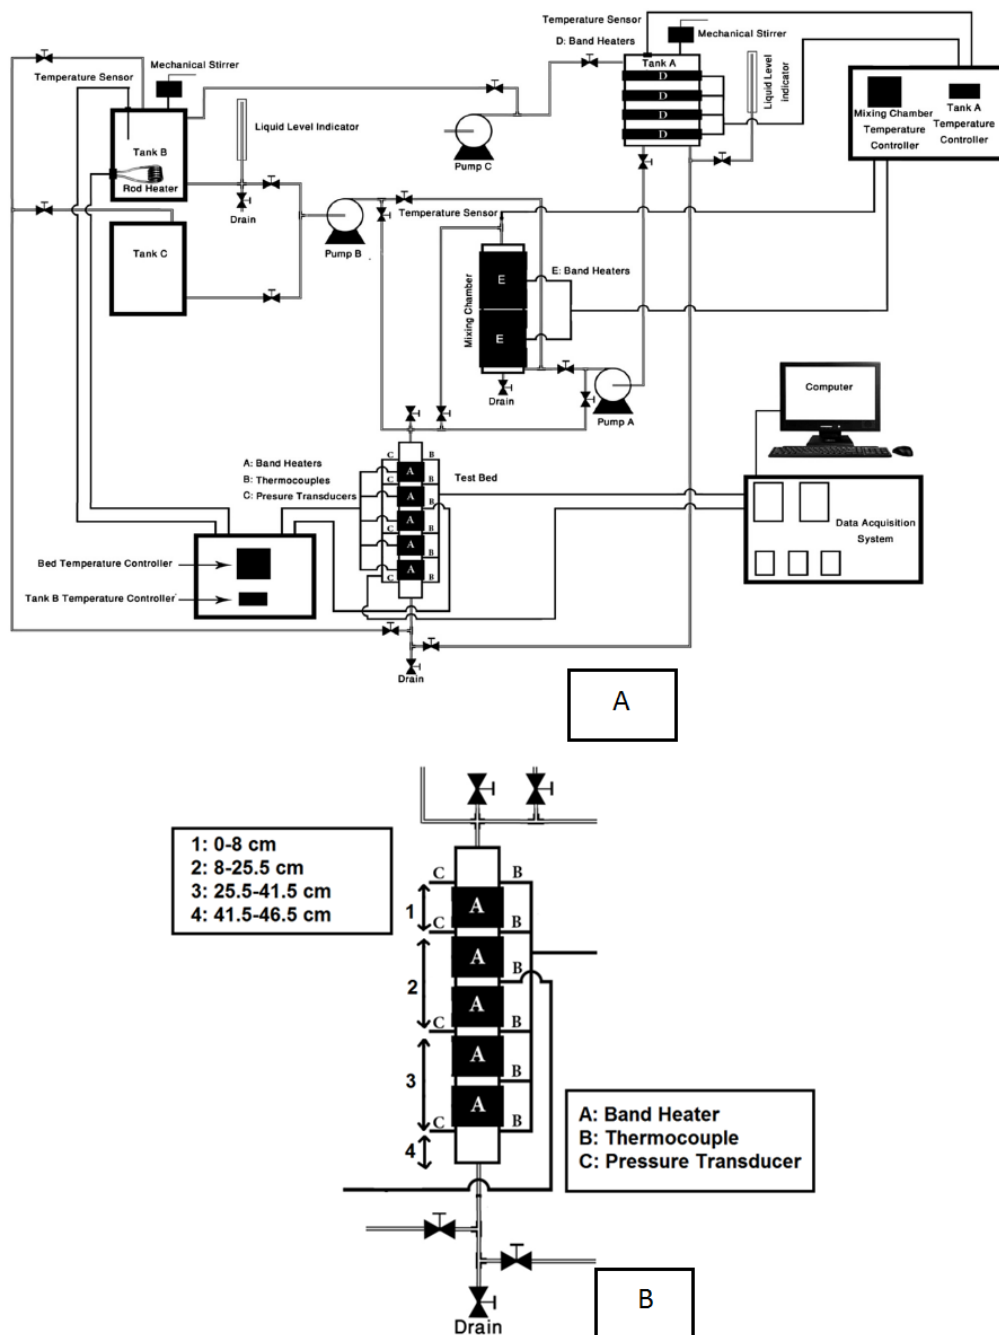 Temperature Sensor
D: Band Heaters
Mechanical Stirrer
Tank A
D
D
D
D
Liquid Level
indicator
Mixing Chamber
Temperature
Controller
Tank A
Temperature
Controller
Mechanical Stirrer
Temperature Sensor
Tank B
Rod Heater
Liquid Level Indicator
Drain
Pump C
Tank C
Pump B
Temperature Sensor
Mixing Chamber
E
E
E: Band Heaters
Drain
Pump A
Computer
A: Band Heaters
B: Thermocouples
C: Presure Transducers
C
B
A
C
B
A
C
B
A
C
B
A
C
B
A
C
B
Test Bed
Data Acquisition
System
Bed Temperature Controller
Tank B Temperature Controller
Drain
A
1: 0-8 cm
2: 8-25.5 cm
3: 25.5-41.5 cm
4: 41.5-46.5 cm
C
B
1
A
C
B
A
2
B
A
C
B
A
3
B
A
C
B
4
A: Band Heater
B: Thermocouple
C: Pressure Transducer
Drain
B